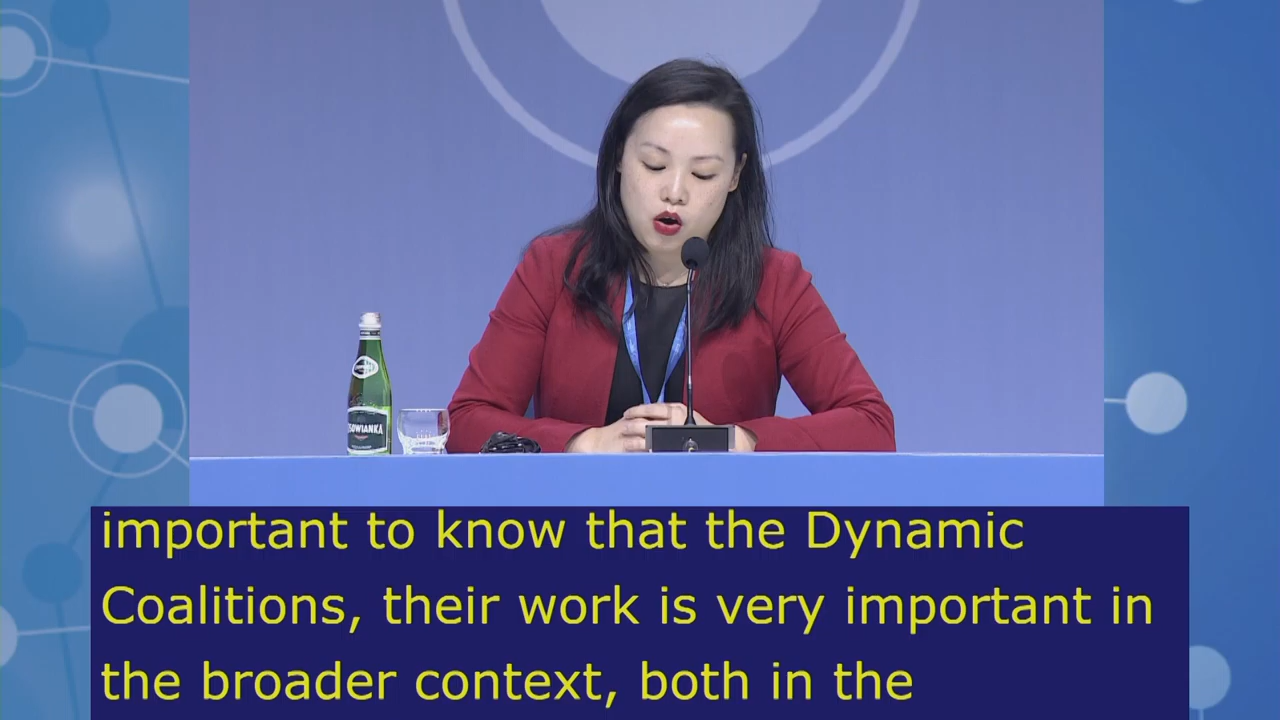 SOWIANKA
important to know that the Dynamic
Coalitions, their work is very important in
the broader context, both in the